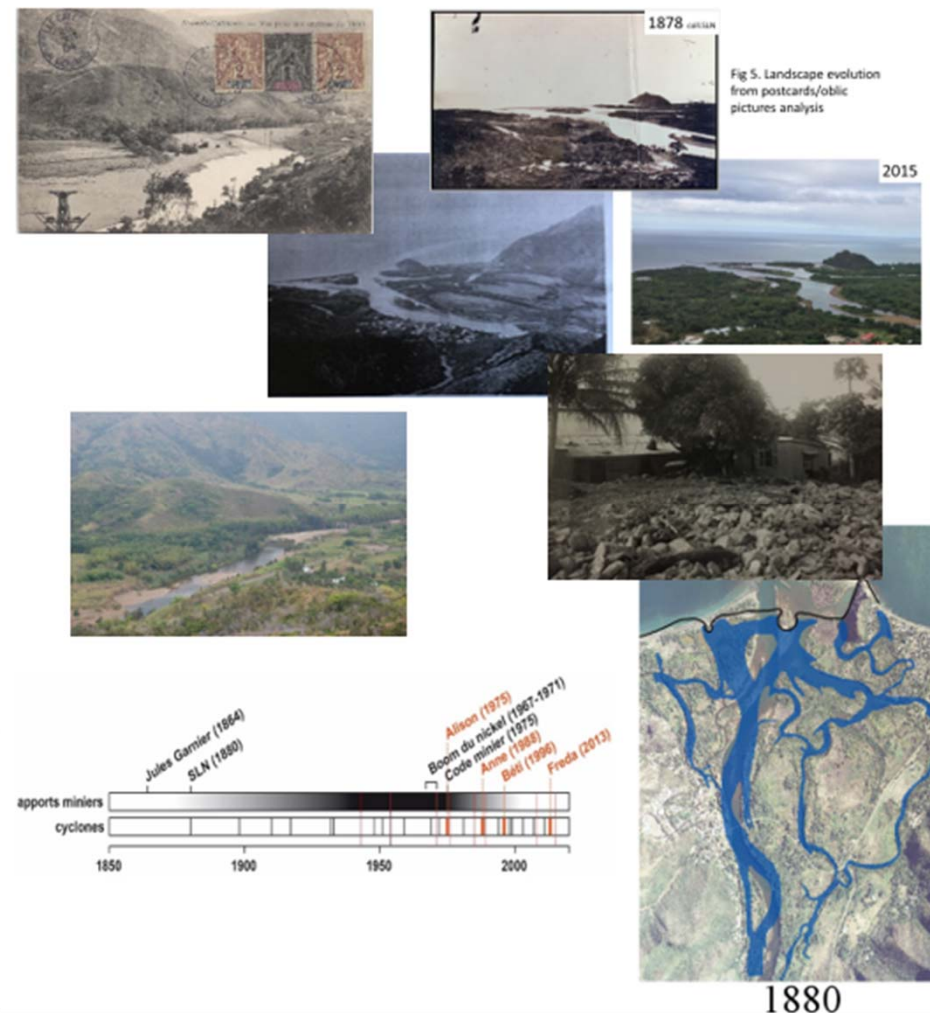 1878
Fig 5. Landscape evolution
from postcards/oblic
pictures analysis
2015
Jules Garnier (1864)
SLN (1880)
Boom du nickel (1967-1971)
Code minier (1975)
Alison (1975)
Anne (1988)
Béti (1996)
Freda (2013)
apports miniers
cyclones
1850
1900
1950
2000
1880